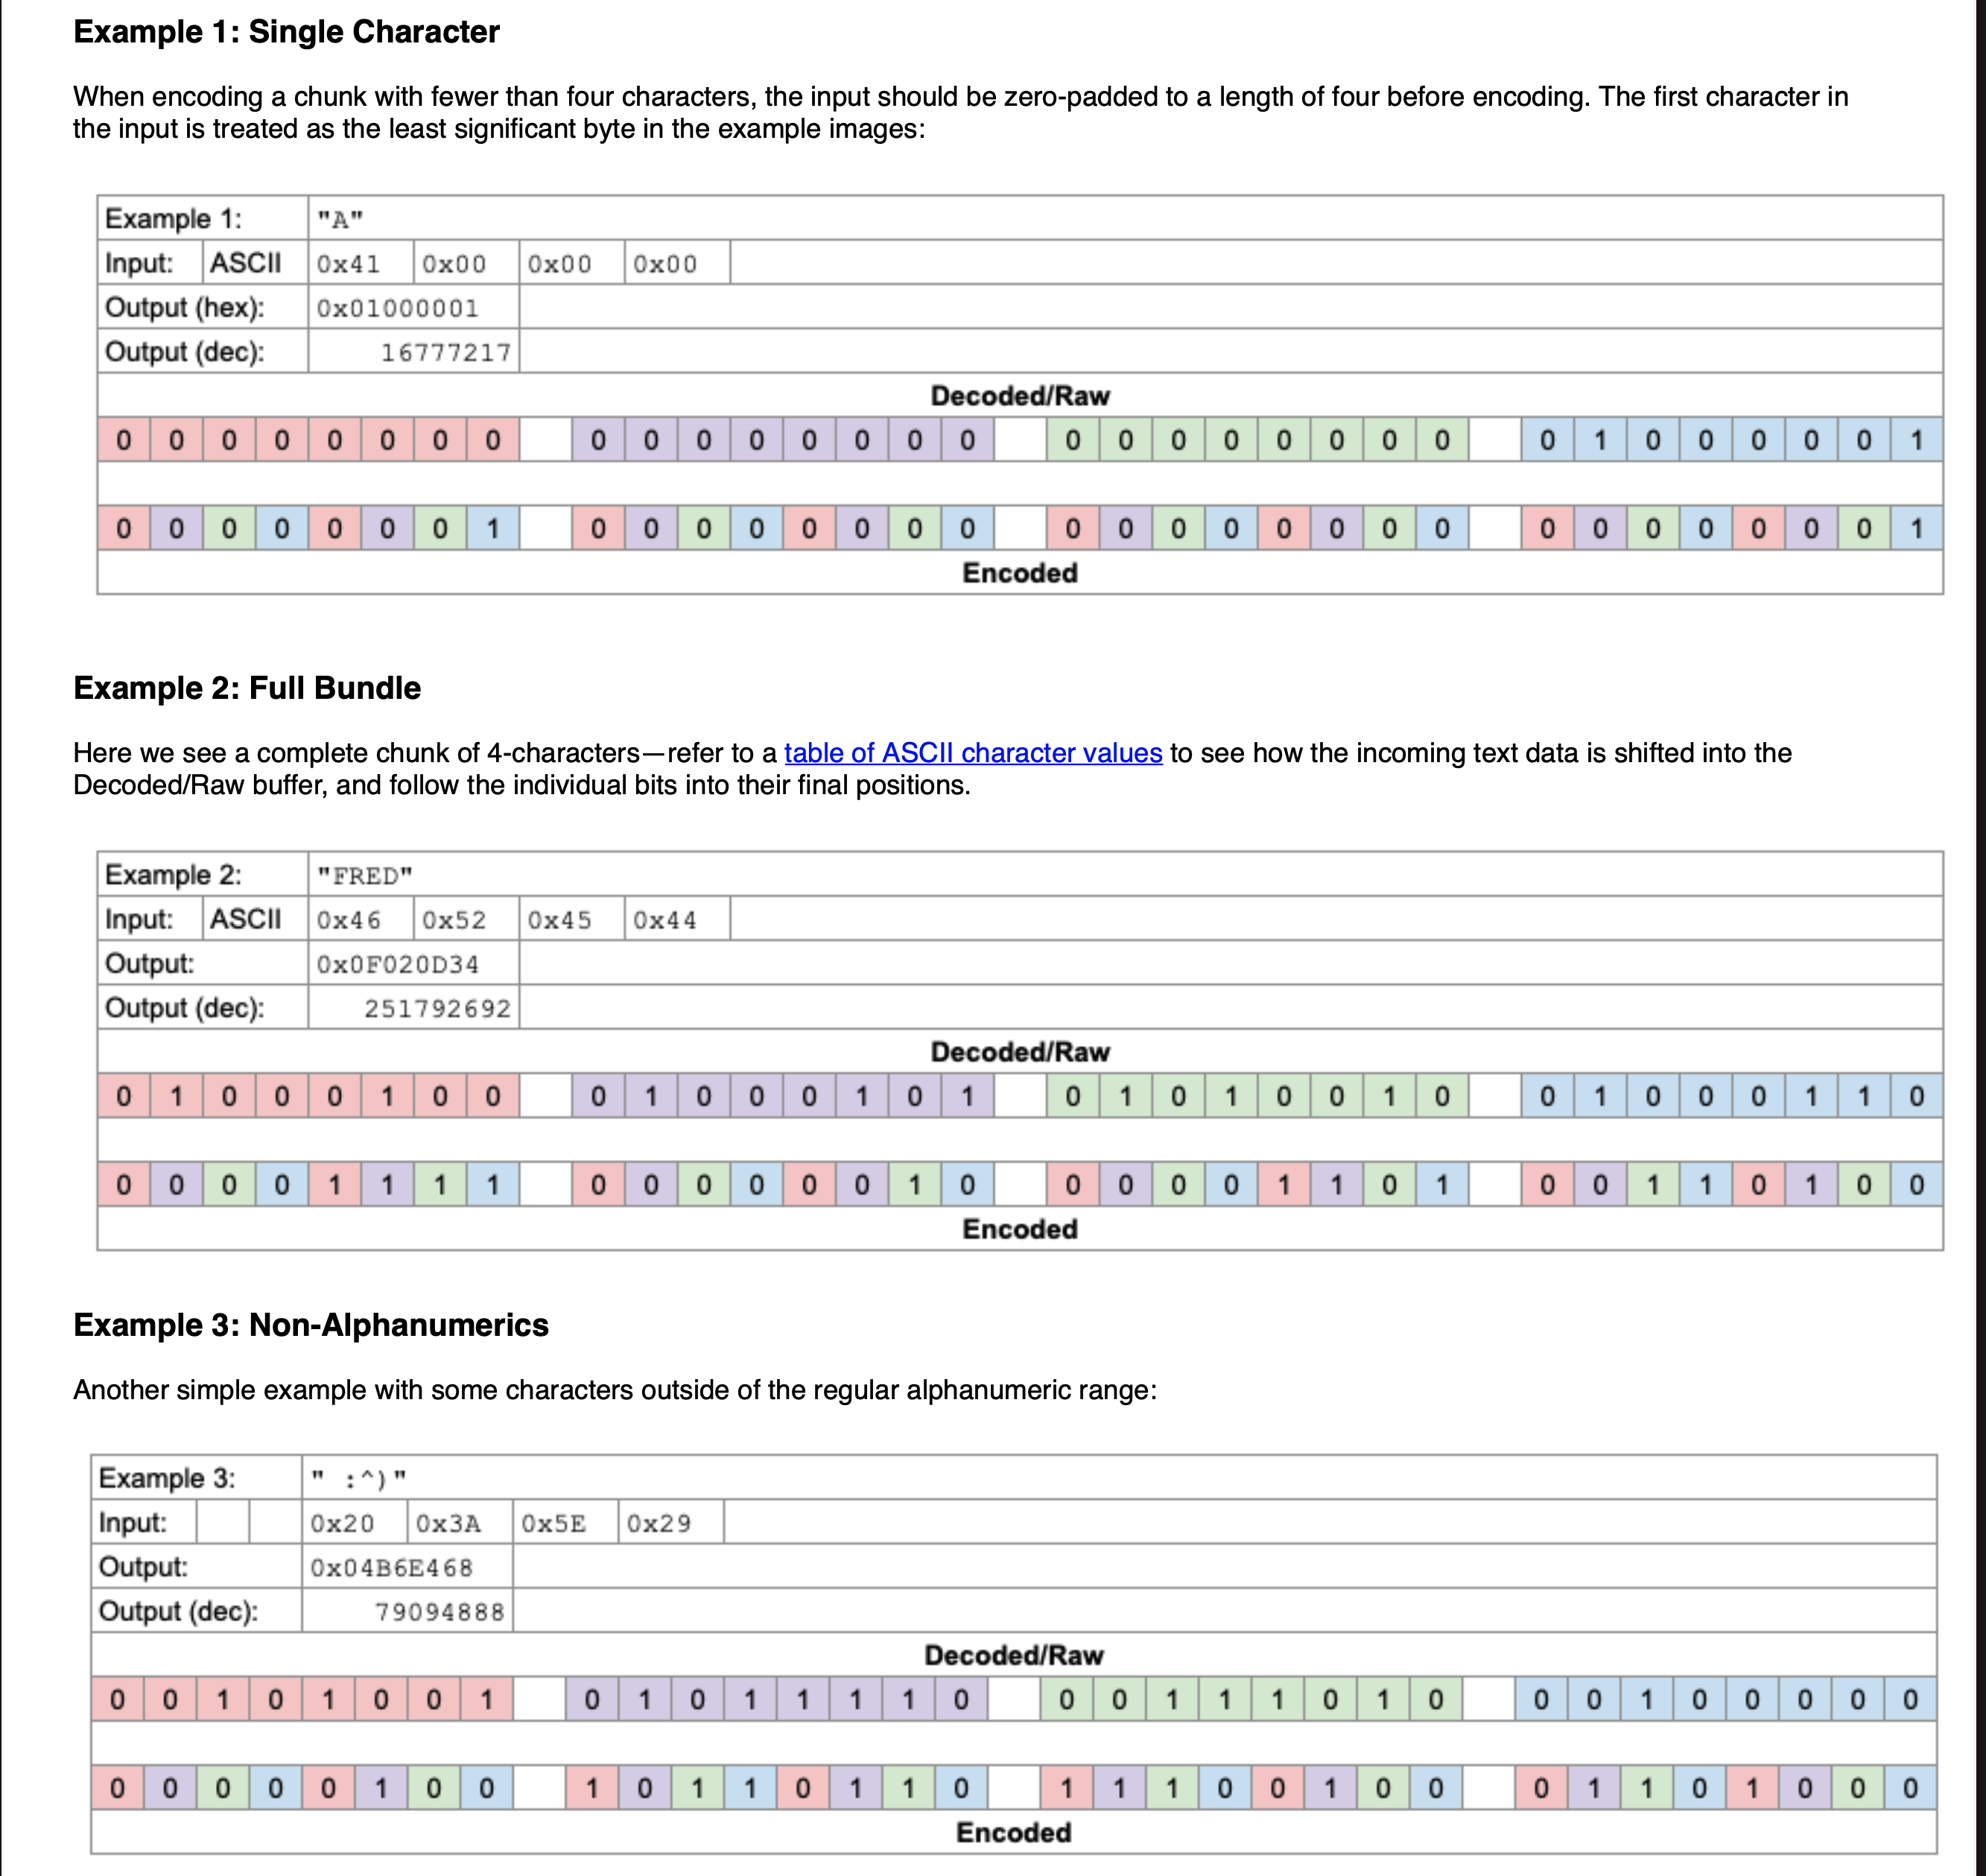 Example 1: Single Character
When encoding a chunk with fewer than four characters, the input should be zero-padded to a length of four before encoding. The first character in
the input is treated as the least significant byte in the example images:
Example 1: "A"
Input: ASCII 0x41 0x00 0x00 0x00
Output (hex): 0x01000001
Output (dec): 16777217
Decoded/Raw
0 0 0 0 0 0 0 0 0 0 0 0 0 0 0 0 0 0 0 0 0 0 0 0 0 1 0 0 0 0 0 1
0 0 0 0 0 0 0 1 0 0 0 0 0 0 0 0 0 0 0 0 0 0 0 0 0 0 0 0 0 0 0 1
Encoded
Example 2: Full Bundle
Here we see a complete chunk of 4-characters—refer to a table of ASCII character values to see how the incoming text data is shifted into the
Decoded/Raw buffer, and follow the individual bits into their final positions.
Example 2: "FRED"
Input: ASCII 0x46 0x52 0x45 0x44
Output: 0x0F020D34
Output (dec): 251792692
Decoded/Raw
0 1 0 0 0 1 0 0 0 1 0 0 0 1 0 1 0 1 0 1 0 0 1 0 0 1 0 0 0 1 1 0
0 0 0 0 1 1 1 1 0 0 0 0 0 0 1 0 0 0 0 0 1 1 0 1 0 0 1 1 0 1 0 0
Encoded
Example 3: Non-Alphanumerics
Another simple example with some characters outside of the regular alphanumeric range:
Example 3: " :^)"
Input: 0x20 0x3A 0x5E 0x29
Output: 0x04B6E468
Output (dec): 79094888
Decoded/Raw
0 0 1 0 1 0 0 1 0 1 0 1 1 1 1 0 0 0 1 1 1 0 1 0 0 0 1 0 0 0 0 0
0 0 0 0 0 1 0 0 1 0 1 1 0 1 1 0 1 1 1 0 0 1 0 0 0 1 1 0 1 0 0 0
Encoded